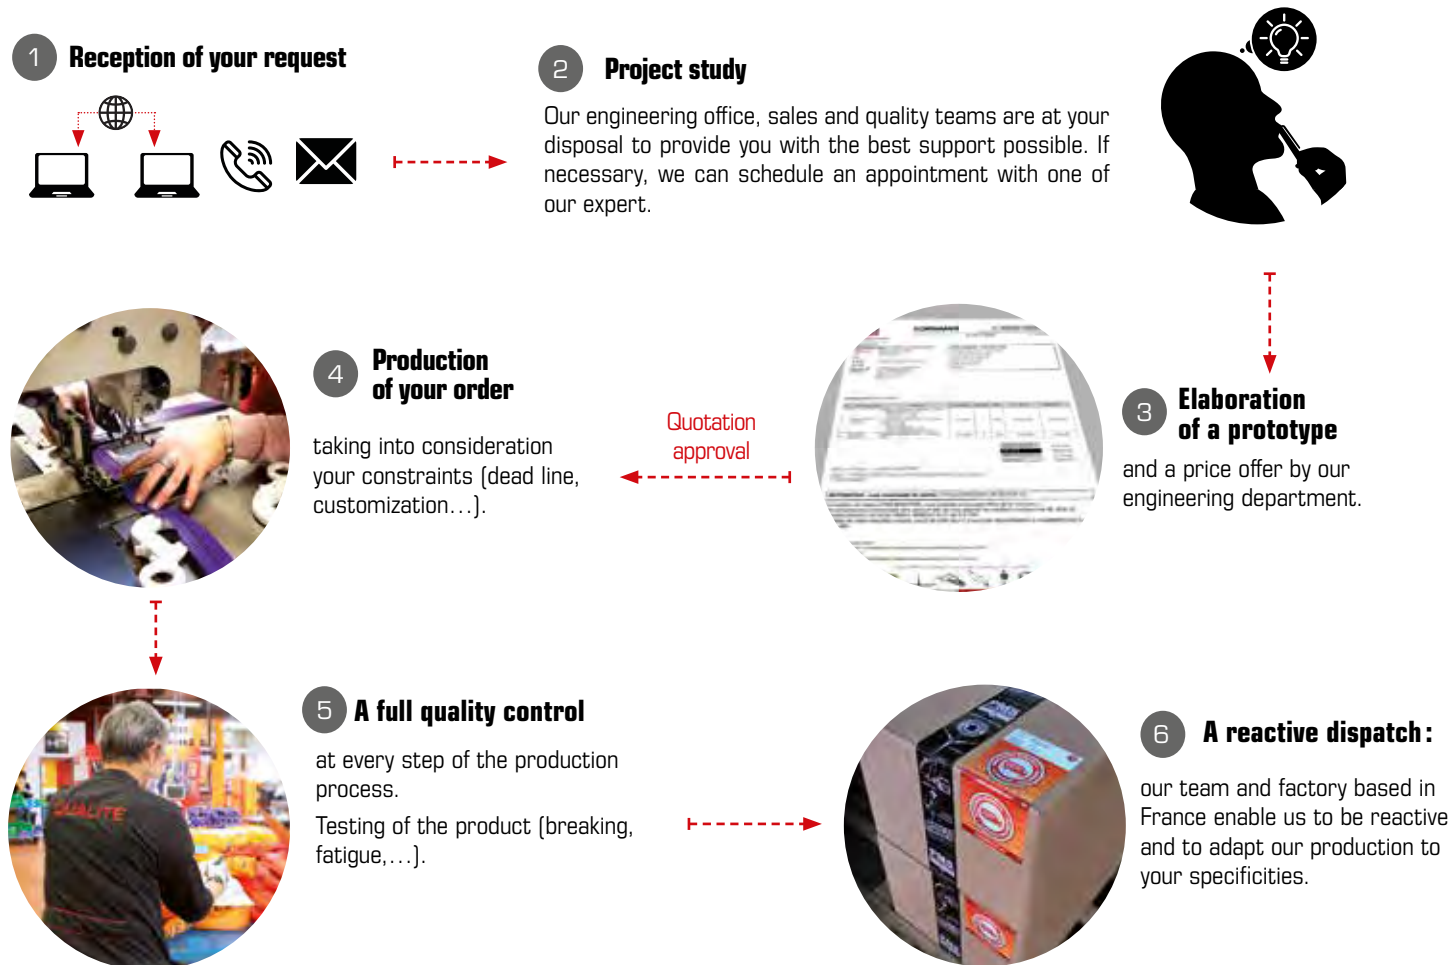 1 Reception of your request
2 Project study
Our engineering office, sales and quality teams are at your
disposal to provide you with the best support possible. If
necessary, we can schedule an appointment with one of
our expert.
3 Elaboration
of a prototype
and a price offer by our
engineering department.
Quotation
approval
4 Production
of your order
taking into consideration
your constraints (dead line,
customization...).
5 A full quality control
at every step of the production
process.
Testing of the product (breaking,
fatigue,...).
QUALITE
6 A reactive dispatch:
our team and factory based in
France enable us to be reactive
and to adapt our production to
your specificities.